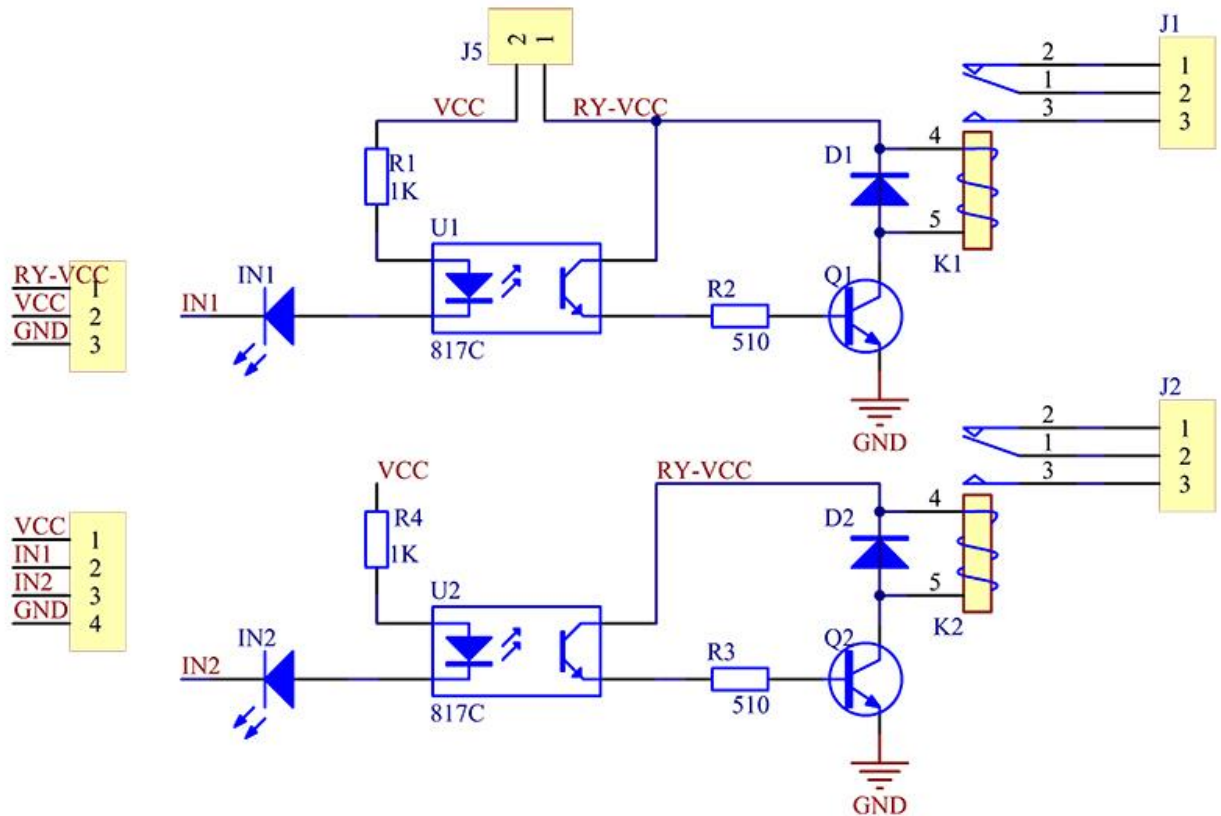 J5
2 1
VCC
RY-VCC
R1
1K
U1
817C
RY-VCC 1
VCC 2
GND 3
IN1
IN1
R2
510
Q1
D1
4
5
K1
GND
J1
2 1
1 2
3 3
VCC 1
IN1 2
IN2 3
GND 4
VCC
R4
1K
U2
817C
IN2
IN2
RY-VCC
R3
510
Q2
D2
4
5
K2
GND
J2
2 1
1 2
3 3